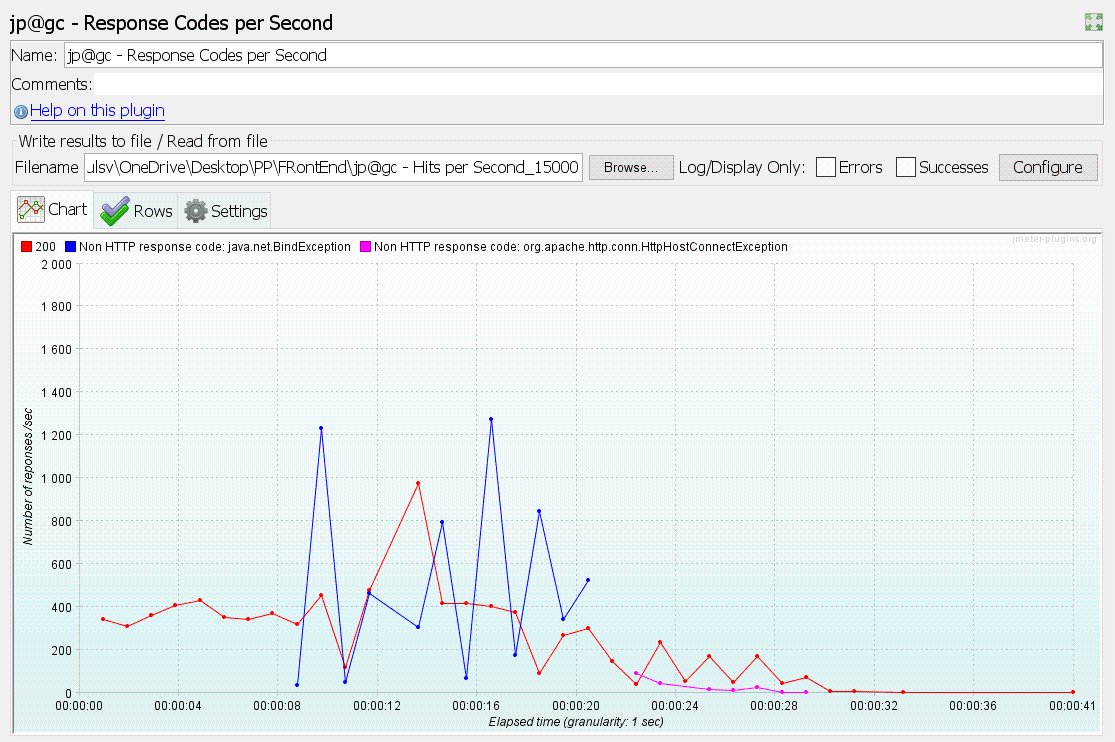 jp@gc - Response Codes per Second
Name: jp@gc - Response Codes per Second
Comments:
Help on this plugin
Write results to file / Read from file
Filename ulsv\OneDrive\Desktop\PP\FRontEnd\jp@gc - Hits per Second_15000 Browse... Log/Display Only: Errors Successes Configure
Chart Rows Settings
jmeter-plugins.org
200 Non HTTP response code: java.net.BindException Non HTTP response code: org.apache.http.conn.HttpHostConnectException
2 000
1 800
1 600
1 400
1 200
1 000
800
600
400
200
0
Number of reponses /sec
00:00:00 00:00:04 00:00:08 00:00:12 00:00:16 00:00:20 00:00:24 00:00:28 00:00:32 00:00:36 00:00:41
Elapsed time (granularity: 1 sec)